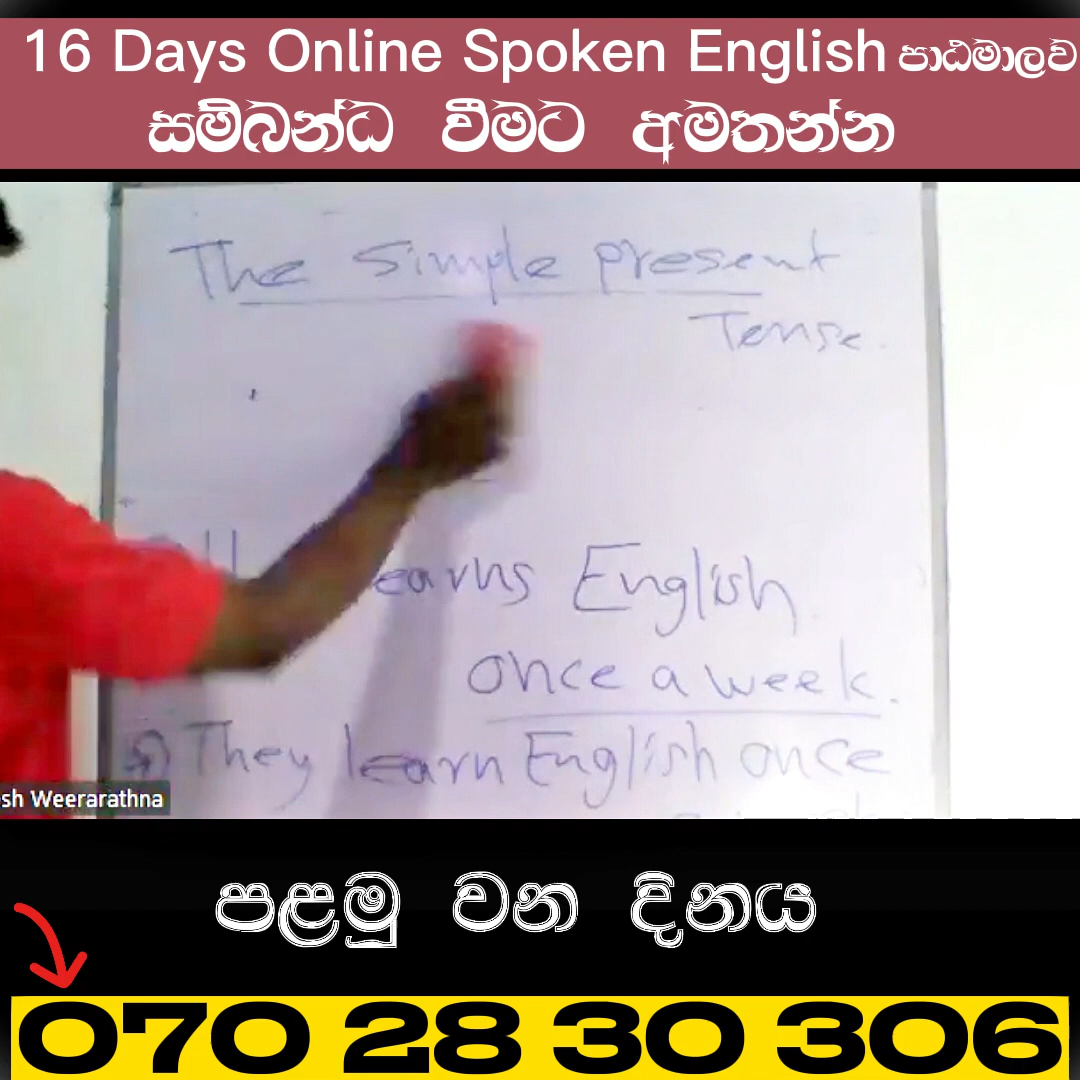 16 Days Online Spoken English පාඨමාලාව
සම්බන්ධ වීමට අමතන්න
The Simple present
Tense.
learns English
once a week.
They learn English once
sh Weerarathna
පළමු වන දිනය
070 28 30 306